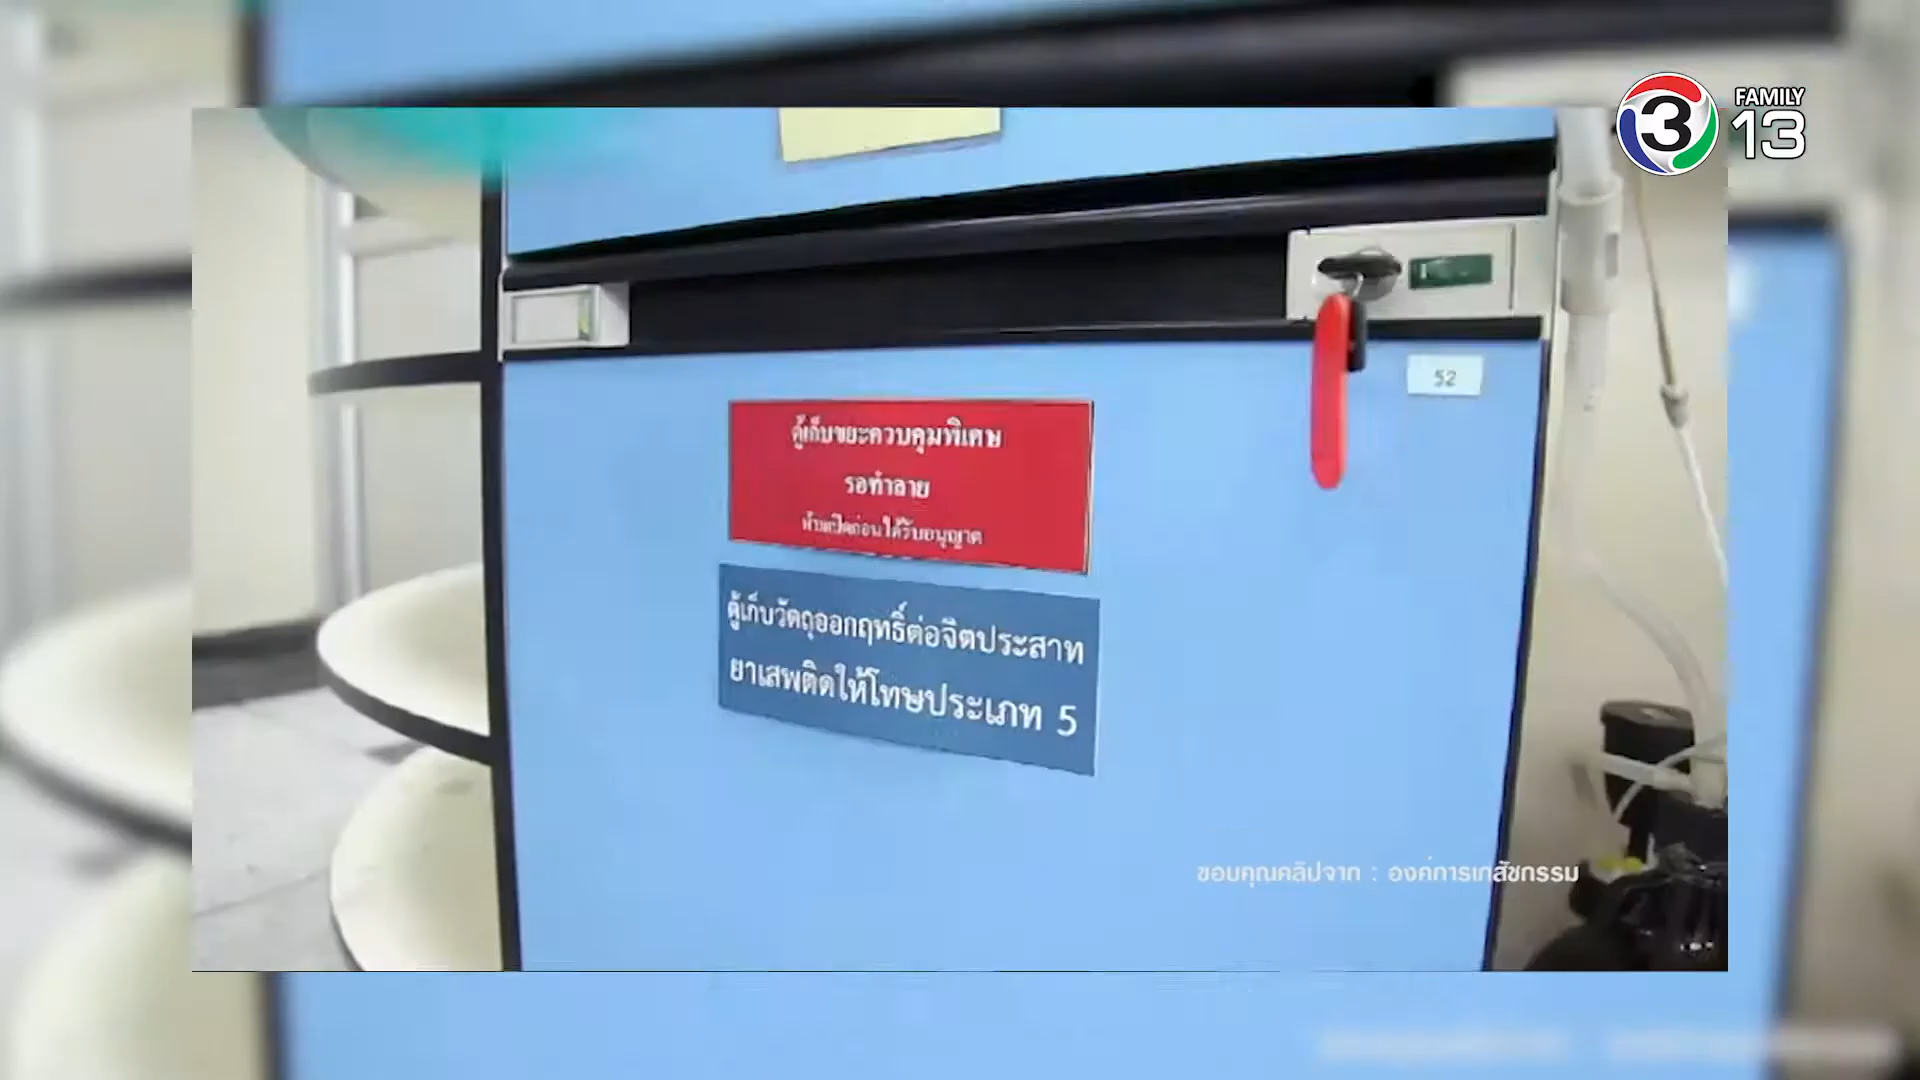 3 FAMILY
13
52
ตู้เก็บขยะควบคุมพิเศษ
รอทำลาย
ห้ามเปิดก่อนได้รับอนุญาต
ตู้เก็บวัตถุออกฤทธิ์ต่อจิตประสาท
ยาเสพติดให้โทษประเภท 5
ขอบคุณคลิปจาก : องค์การเภสัชกรรม